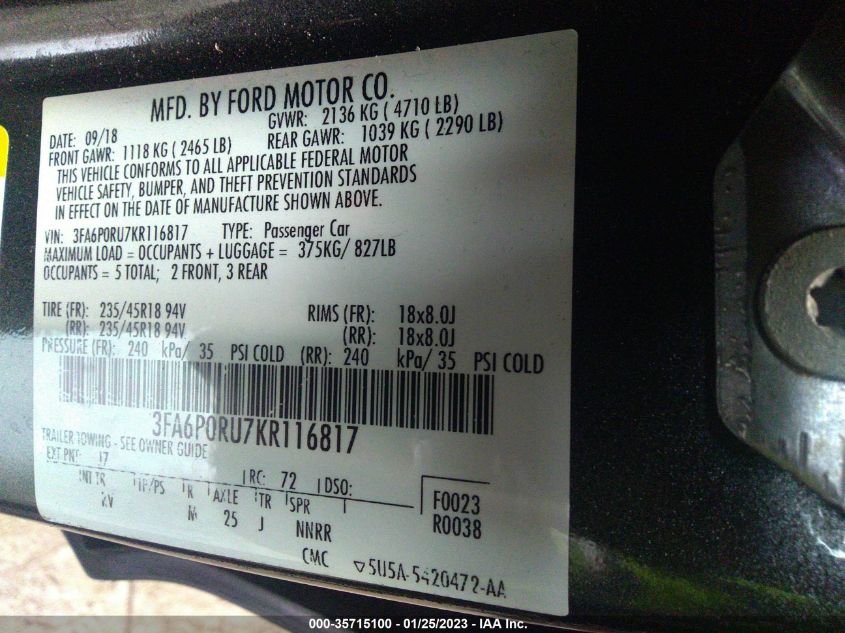 MFD. BY FORD MOTOR CO.
DATE: 09/18 GVWR: 2136 KG ( 4710 LB)
FRONT GAWR: 1118 KG ( 2465 LB) REAR GAWR: 1039 KG ( 2290 LB)
THIS VEHICLE CONFORMS TO ALL APPLICABLE FEDERAL MOTOR
VEHICLE SAFETY, BUMPER, AND THEFT PREVENTION STANDARDS
IN EFFECT ON THE DATE OF MANUFACTURE SHOWN ABOVE.
VIN: 3FA6P0RU7KR116817 TYPE: Passenger Car
MAXIMUM LOAD = OCCUPANTS + LUGGAGE = 375KG/ 827LB
OCCUPANTS = 5 TOTAL; 2 FRONT, 3 REAR
TIRE (FR): 235/45R18 94V RIMS (FR): 18x8.0J
(RR): 235/45R18 94V (RR): 18x8.0J
PRESSURE (FR): 240 kPa/ 35 PSI COLD (RR): 240 kPa/ 35 PSI COLD
3FA6P0RU7KR116817
TRAILER TOWING - SEE OWNER GUIDE
EXT PNT: RC: 72 DSO:
INT TR TP/PS R AXLE TR SPR F0023
M 25 J NNRR R0038
CMC ▽5U5A-5420472-AA
000-35715100 - 01/25/2023 - IAA Inc.